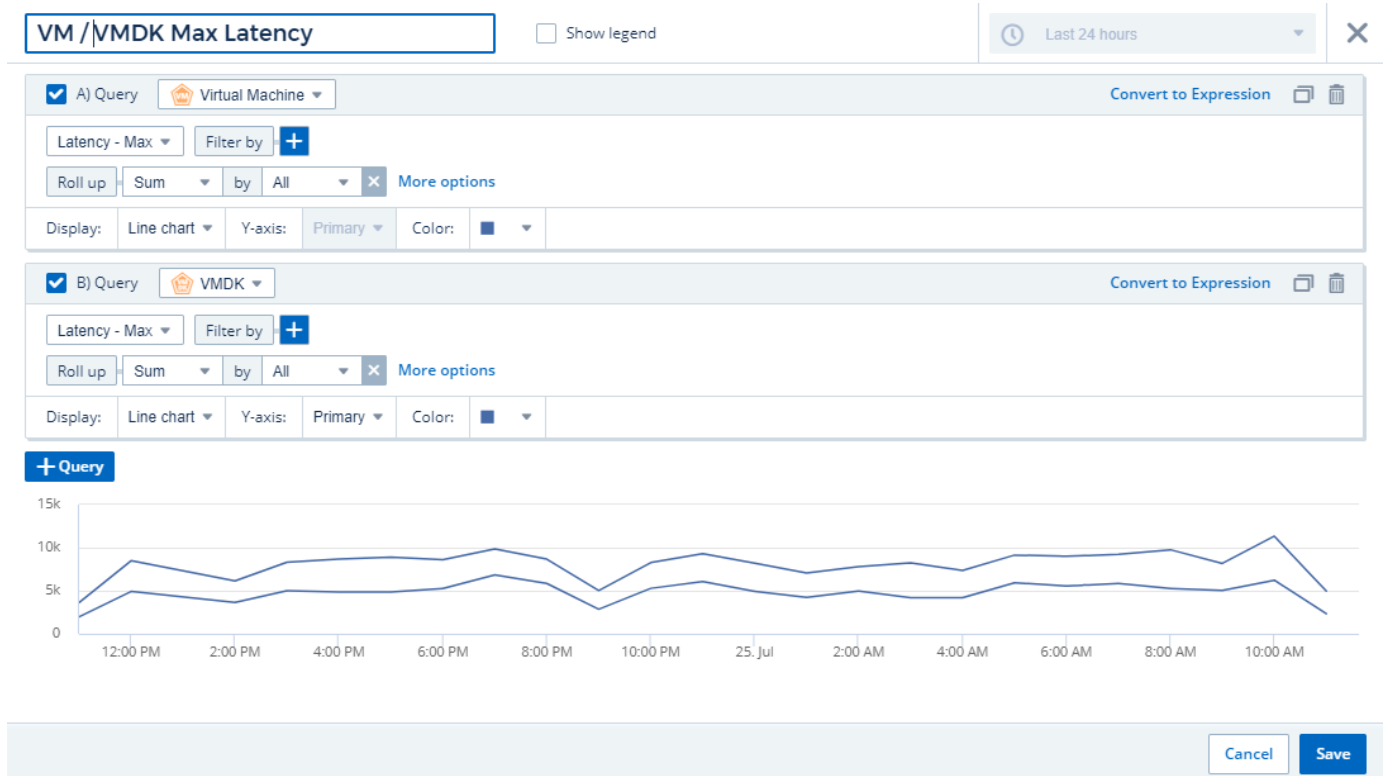 VM / VMDK Max Latency Show legend Last 24 hours
A) Query Virtual Machine Convert to Expression
Latency - Max Filter by +
Roll up Sum by All × More options
Display: Line chart Y-axis: Primary Color:
B) Query VMDK Convert to Expression
Latency - Max Filter by +
Roll up Sum by All × More options
Display: Line chart Y-axis: Primary Color:
+ Query
15k
10k
5k
0
12:00 PM 2:00 PM 4:00 PM 6:00 PM 8:00 PM 10:00 PM 25. Jul 2:00 AM 4:00 AM 6:00 AM 8:00 AM 10:00 AM
Cancel Save